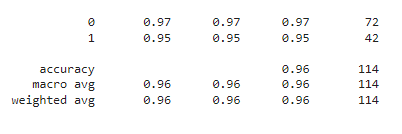 0 0.97 0.97 0.97 72
1 0.95 0.95 0.95 42
accuracy 0.96 114
macro avg 0.96 0.96 0.96 114
weighted avg 0.96 0.96 0.96 114